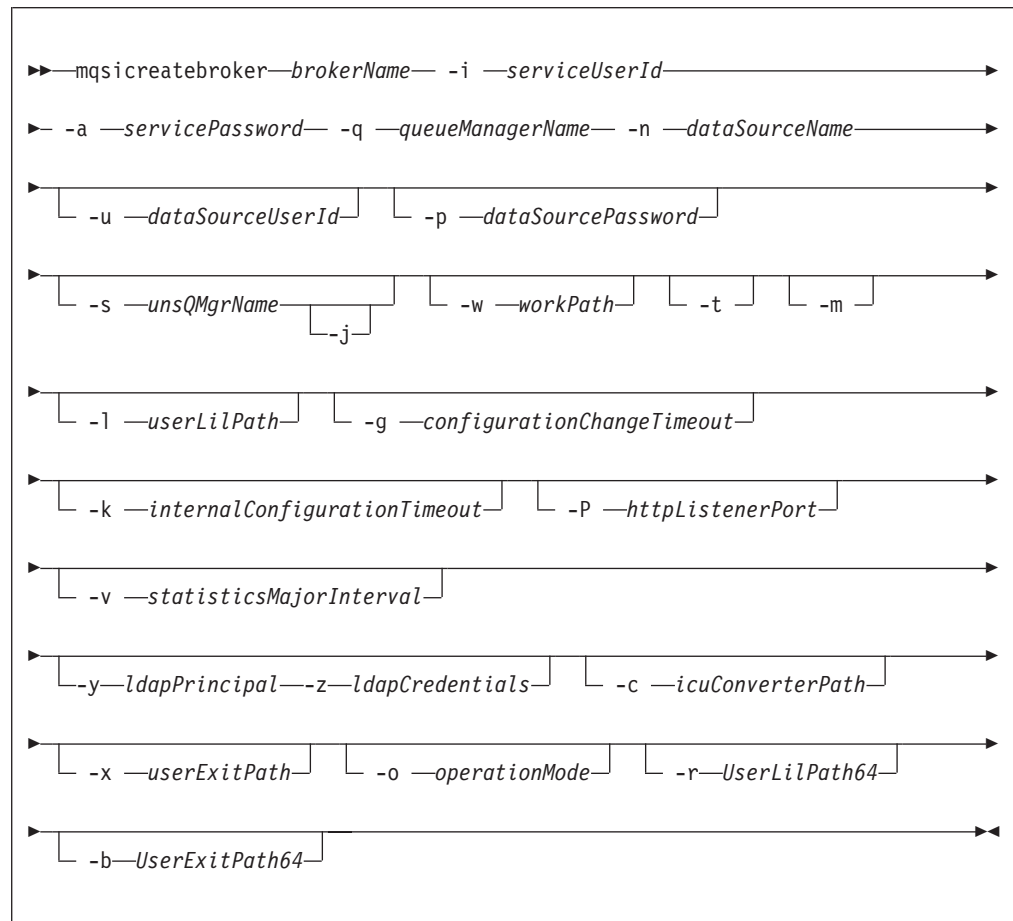 mqsicreatebroker brokerName -i serviceUserId
-a servicePassword -q queueManagerName -n dataSourceName
-u dataSourceUserId -p dataSourcePassword
-s unsQMgrName -j -w workPath -t -m
-l userLilPath -g configurationChangeTimeout
-k internalConfigurationTimeout -P httpListenerPort
-v statisticsMajorInterval
-y ldapPrincipal -z ldapCredentials -c icuConverterPath
-x userExitPath -o operationMode -r UserLilPath64
-b UserExitPath64